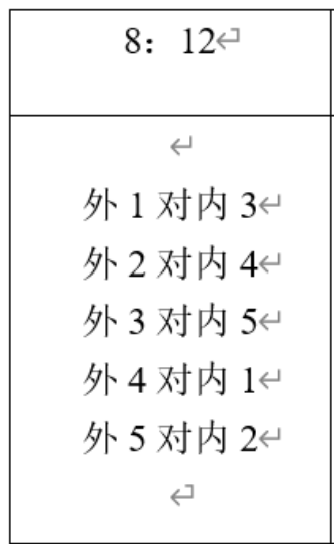 8：12
外 1 对内 3
外 2 对内 4
外 3 对内 5
外 4 对内 1
外 5 对内 2